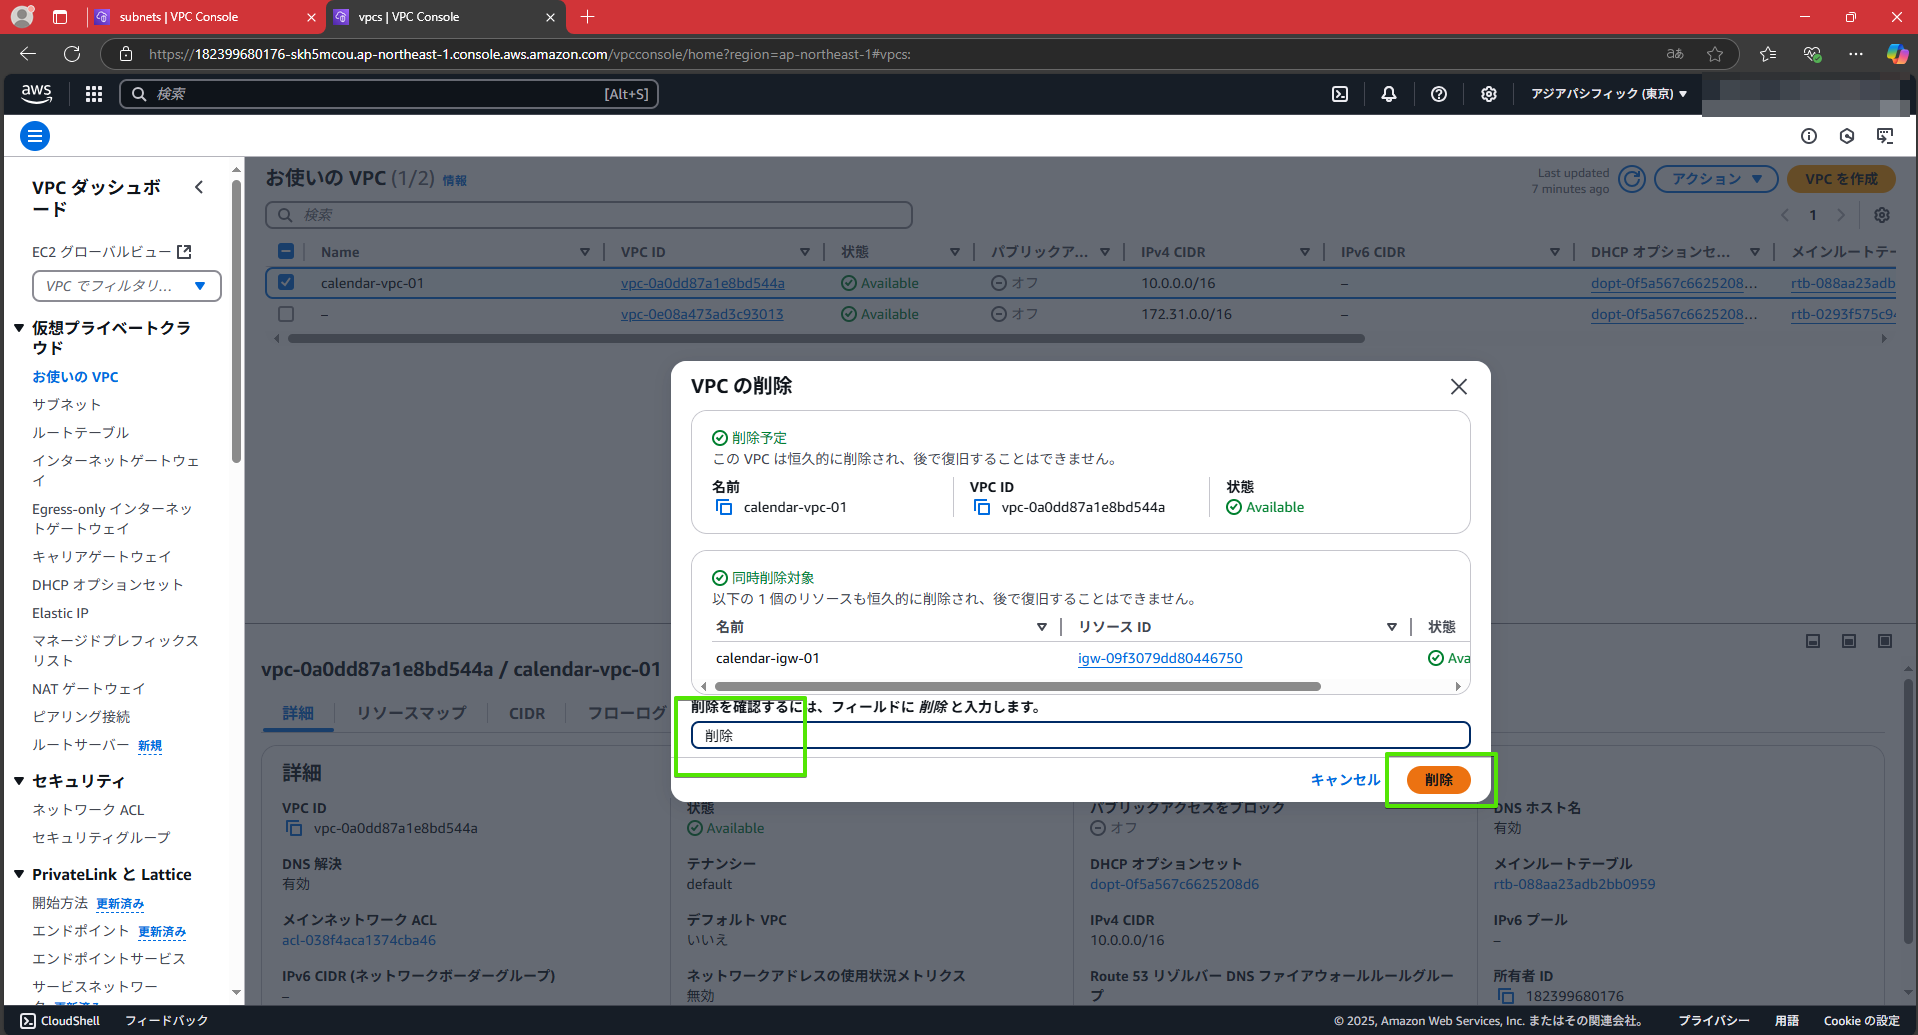 subnets | VPC Console
vpcs | VPC Console
https://182399680176-skh5mcou.ap-northeast-1.console.aws.amazon.com/vpcconsole/home?region=ap-northeast-1#vpcs:
aあ
aws
検索
[Alt+S]
アジアパシフィック (東京)
VPC ダッシュボ
ード
EC2 グローバルビュー
VPC でフィルタリ...
仮想プライベートクラ
ウド
お使いの VPC
サブネット
ルートテーブル
インターネットゲートウェ
イ
Egress-only インターネッ
トゲートウェイ
キャリアゲートウェイ
DHCP オプションセット
Elastic IP
マネージドプレフィックス
リスト
NAT ゲートウェイ
ピアリング接続
ルートサーバー 新規
セキュリティ
ネットワーク ACL
セキュリティグループ
PrivateLink と Lattice
開始方法 更新済み
エンドポイント 更新済み
エンドポイントサービス
サービスネットワー
お使いの VPC (1/2) 情報
Last updated
7 minutes ago
アクション
VPC を作成
検索
1
Name VPC ID 状態 パブリックア... IPv4 CIDR IPv6 CIDR DHCP オプションセ... メインルートテー
calendar-vpc-01 vpc-0a0dd87a1e8bd544a Available オフ 10.0.0.0/16 – dopt-0f5a567c6625208... rtb-088aa23adb
– vpc-0e08a473ad3c93013 Available オフ 172.31.0.0/16 – dopt-0f5a567c6625208... rtb-0293f575c94
VPC の削除
削除予定
この VPC は恒久的に削除され、後で復旧することはできません。
名前 VPC ID 状態
calendar-vpc-01 vpc-0a0dd87a1e8bd544a Available
同時削除対象
以下の 1 個のリソースも恒久的に削除され、後で復旧することはできません。
名前 リソース ID 状態
calendar-igw-01 igw-09f3079dd80446750 Ava
削除を確認するには、フィールドに 削除 と入力します。
削除
キャンセル 削除
vpc-0a0dd87a1e8bd544a / calendar-vpc-01
詳細 リソースマップ CIDR フローログ
詳細
VPC ID 状態 パブリックアクセスをブロック DNS ホスト名
vpc-0a0dd87a1e8bd544a Available オフ 有効
DNS 解決 テナンシー DHCP オプションセット メインルートテーブル
有効 default dopt-0f5a567c6625208d6 rtb-088aa23adb2bb0959
メインネットワーク ACL デフォルト VPC IPv4 CIDR IPv6 プール
acl-038f4aca1374cba46 いいえ 10.0.0.0/16 –
IPv6 CIDR (ネットワークボーダーグループ) ネットワークアドレスの使用状況メトリクス Route 53 リゾルバー DNS ファイアウォールルールグルー
プ 所有者 ID
– 無効 182399680176
CloudShell フィードバック © 2025, Amazon Web Services, Inc. またはその関連会社。 プライバシー 用語 Cookie の設定